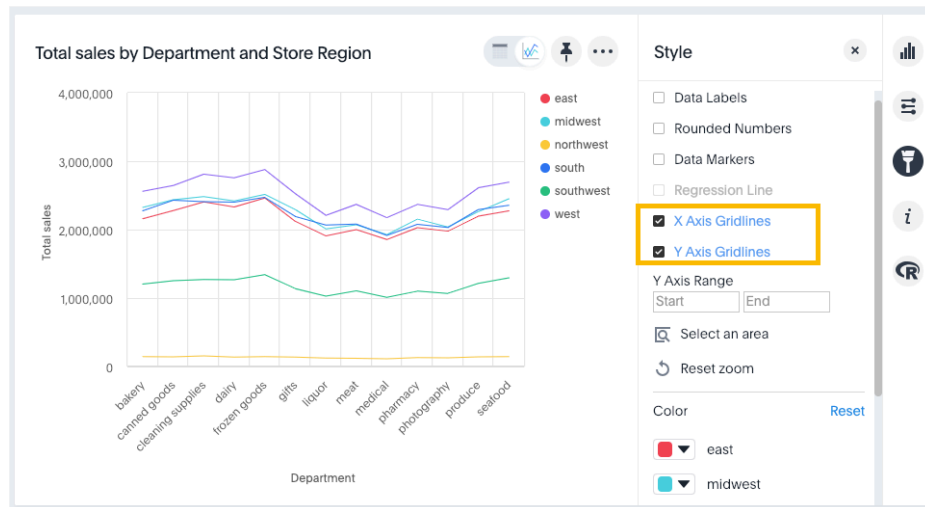 Total sales by Department and Store Region
4,000,000
3,000,000
2,000,000
1,000,000
0
Total sales
bakery
canned goods
cleaning supplies
dairy
frozen goods
gifts
liquor
meat
medical
pharmacy
photography
produce
seafood
Department
east
midwest
northwest
south
southwest
west
Style
Data Labels
Rounded Numbers
Data Markers
Regression Line
X Axis Gridlines
Y Axis Gridlines
Y Axis Range
Start End
Select an area
Reset zoom
Color Reset
east
midwest
i
R